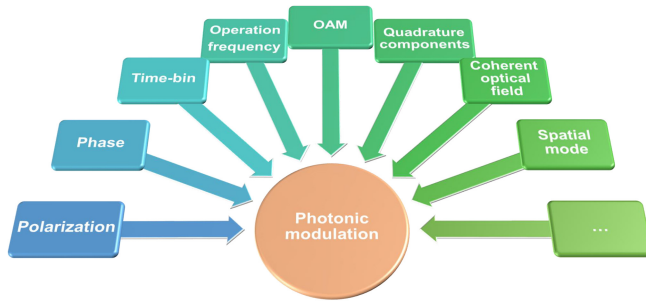 OAM
Operation
frequency
Quadrature
components
Time-bin
Coherent
optical
field
Phase
Spatial
mode
Polarization
Photonic
modulation
...